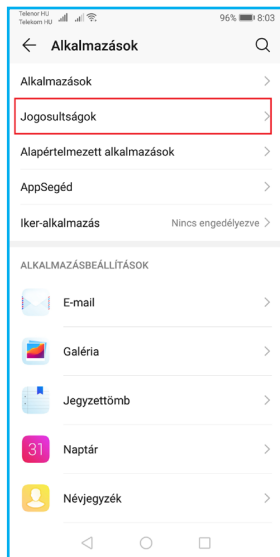 Telenor HU
Telekom HU
96% 8:03
Alkalmazások
Alkalmazások
Jogosultságok
Alapértelmezett alkalmazások
AppSegéd
Iker-alkalmazás Nincs engedélyezve
ALKALMAZÁSBEÁLLÍTÁSOK
E-mail
Galéria
Jegyzettömb
31 Naptár
Névjegyzék